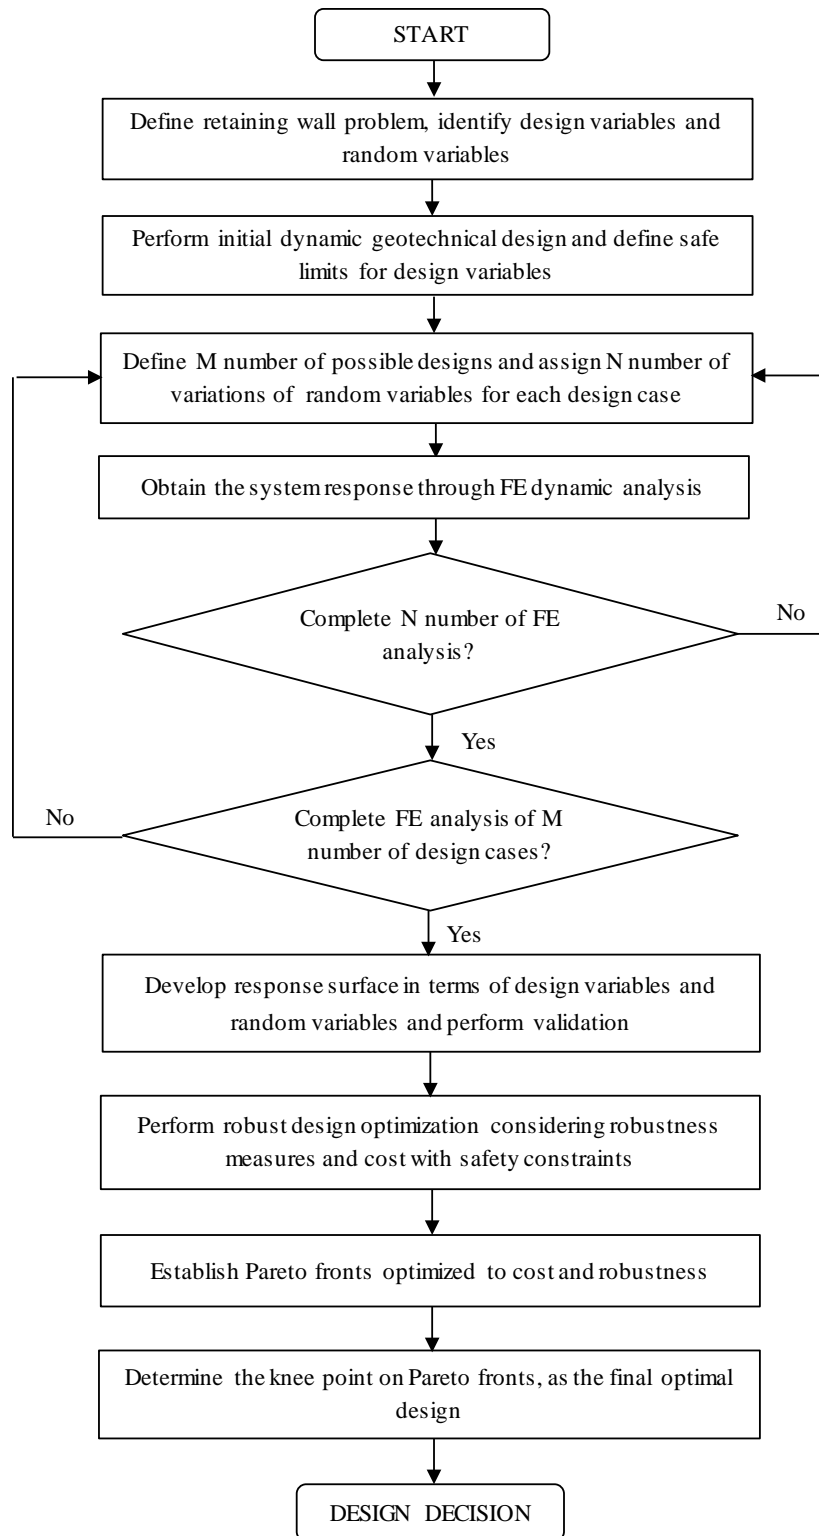 START
Define retaining wall problem, identify design variables and
random variables
Perform initial dynamic geotechnical design and define safe
limits for design variables
Define M number of possible designs and assign N number of
variations of random variables for each design case
Obtain the system response through FE dynamic analysis
Complete N number of FE
analysis?
No
Yes
Complete FE analysis of M
number of design cases?
No
Yes
Develop response surface in terms of design variables and
random variables and perform validation
Perform robust design optimization considering robustness
measures and cost with safety constraints
Establish Pareto fronts optimized to cost and robustness
Determine the knee point on Pareto fronts, as the final optimal
design
DESIGN DECISION